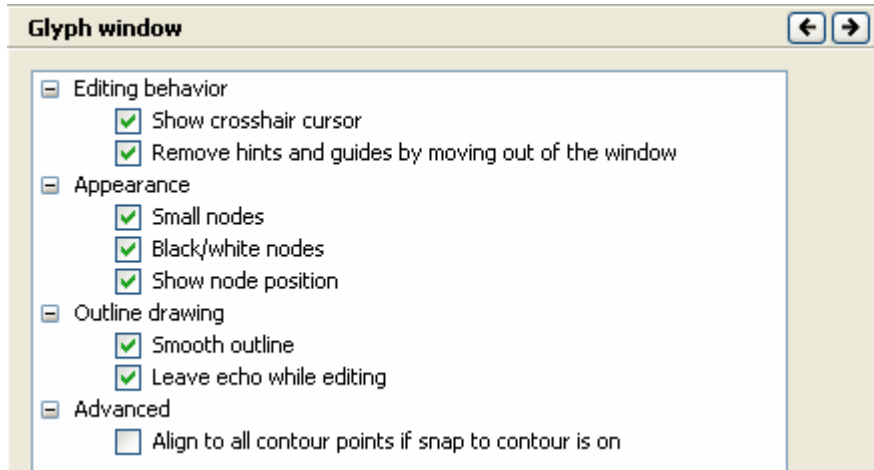 Glyph window
Editing behavior
Show crosshair cursor
Remove hints and guides by moving out of the window
Appearance
Small nodes
Black/white nodes
Show node position
Outline drawing
Smooth outline
Leave echo while editing
Advanced
Align to all contour points if snap to contour is on